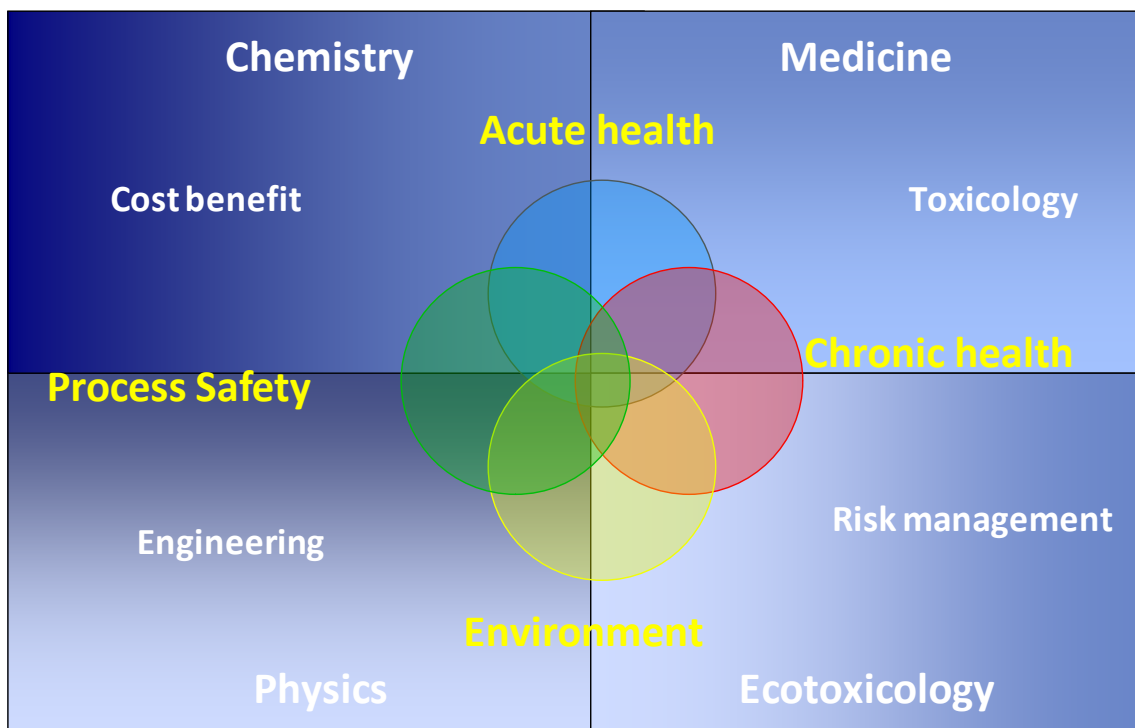 Chemistry
Medicine
Acute health
Cost benefit
Toxicology
Chronic health
Process Safety
Risk management
Engineering
Environment
Physics
Ecotoxicology